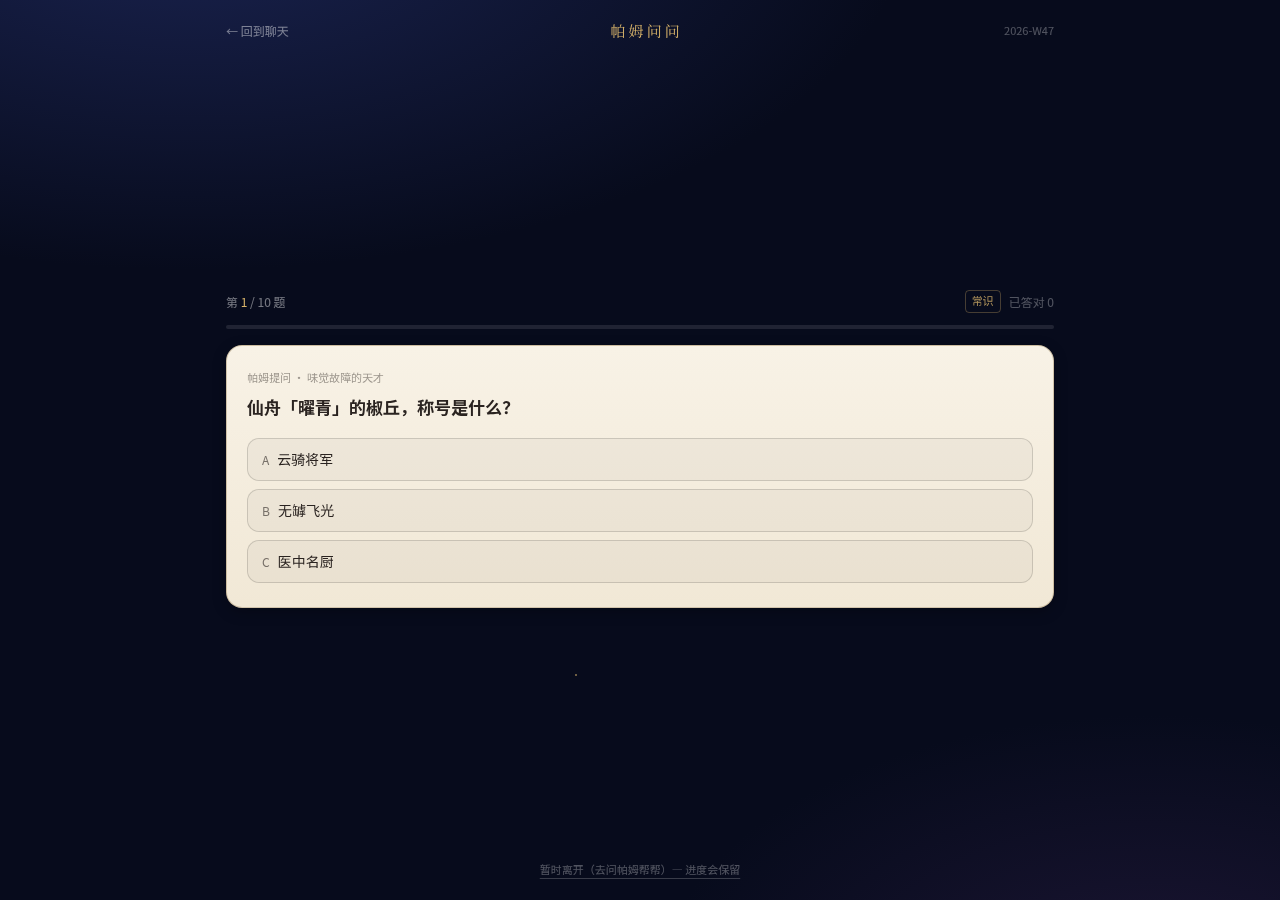 ← 回到聊天
帕姆问问
2026-W47
第 1 / 10 题
常识
已答对 0
帕姆提问 · 味觉故障的天才
仙舟「曜青」的椒丘，称号是什么？
A 云骑将军
B 无罅飞光
C 医中名厨
暂时离开（去问帕姆帮帮）— 进度会保留